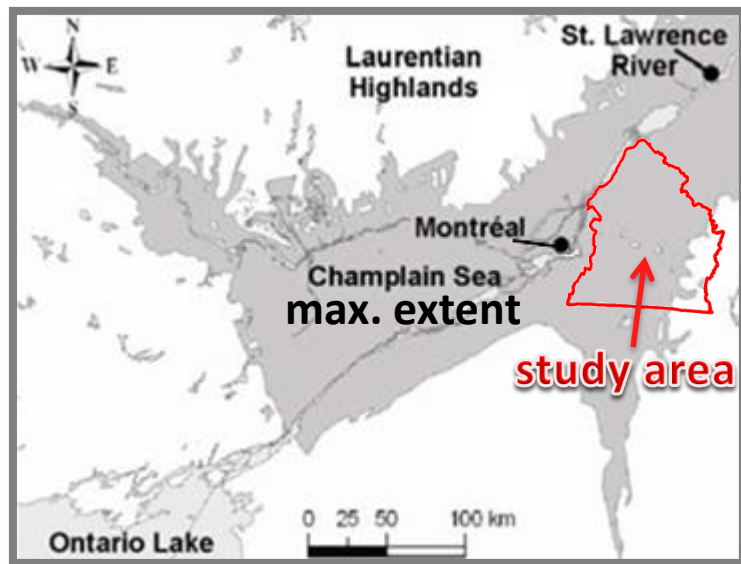 N
W E
S
Laurentian
Highlands
St. Lawrence
River
Montréal
Champlain Sea
max. extent
study area
0 25 50 100 km
Ontario Lake